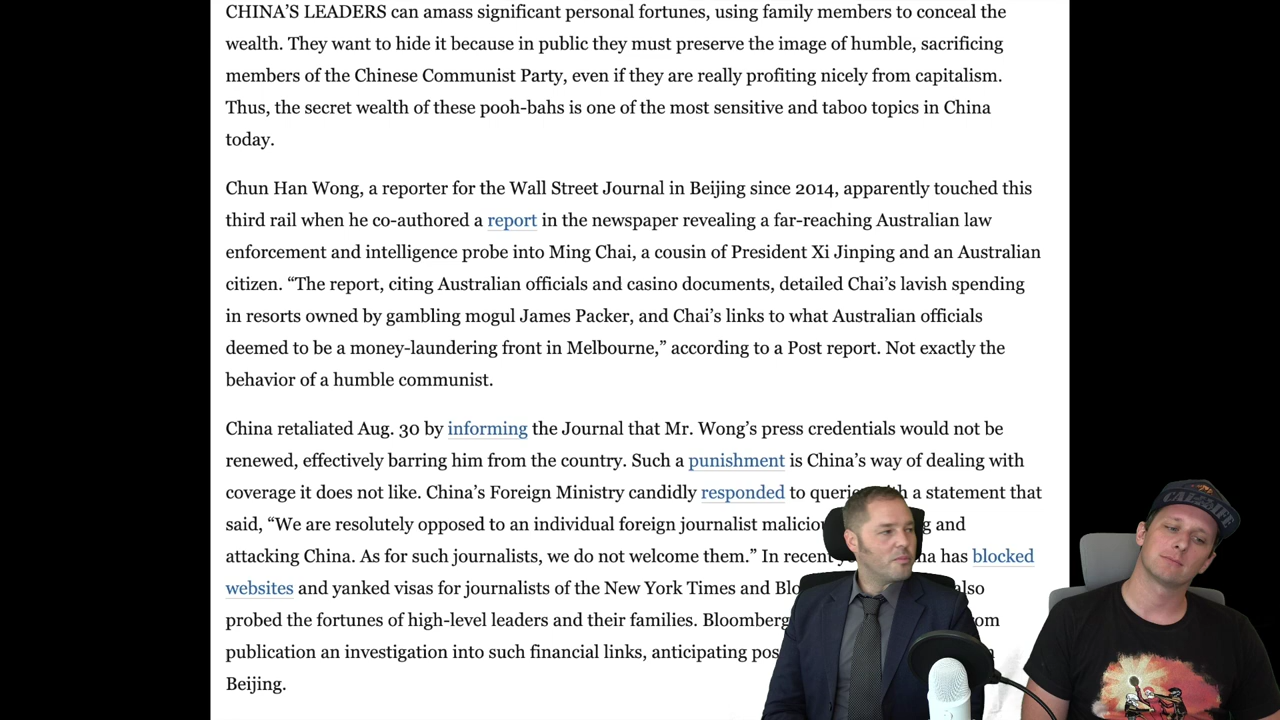 CHINA’S LEADERS can amass significant personal fortunes, using family members to conceal the
wealth. They want to hide it because in public they must preserve the image of humble, sacrificing
members of the Chinese Communist Party, even if they are really profiting nicely from capitalism.
Thus, the secret wealth of these pooh-bahs is one of the most sensitive and taboo topics in China
today.
Chun Han Wong, a reporter for the Wall Street Journal in Beijing since 2014, apparently touched this
third rail when he co-authored a report in the newspaper revealing a far-reaching Australian law
enforcement and intelligence probe into Ming Chai, a cousin of President Xi Jinping and an Australian
citizen. “The report, citing Australian officials and casino documents, detailed Chai’s lavish spending
in resorts owned by gambling mogul James Packer, and Chai’s links to what Australian officials
deemed to be a money-laundering front in Melbourne,” according to a Post report. Not exactly the
behavior of a humble communist.
China retaliated Aug. 30 by informing the Journal that Mr. Wong’s press credentials would not be
renewed, effectively barring him from the country. Such a punishment is China’s way of dealing with
coverage it does not like. China’s Foreign Ministry candidly responded to a statement that
said, “We are resolutely opposed to an individual foreign journalist and
attacking China. As for such journalists, we do not welcome them.” In recent has blocked
websites and yanked visas for journalists of the New York Times and also
probed the fortunes of high-level leaders and their families. Bloomberg
publication an investigation into such financial links, anticipating
Beijing.